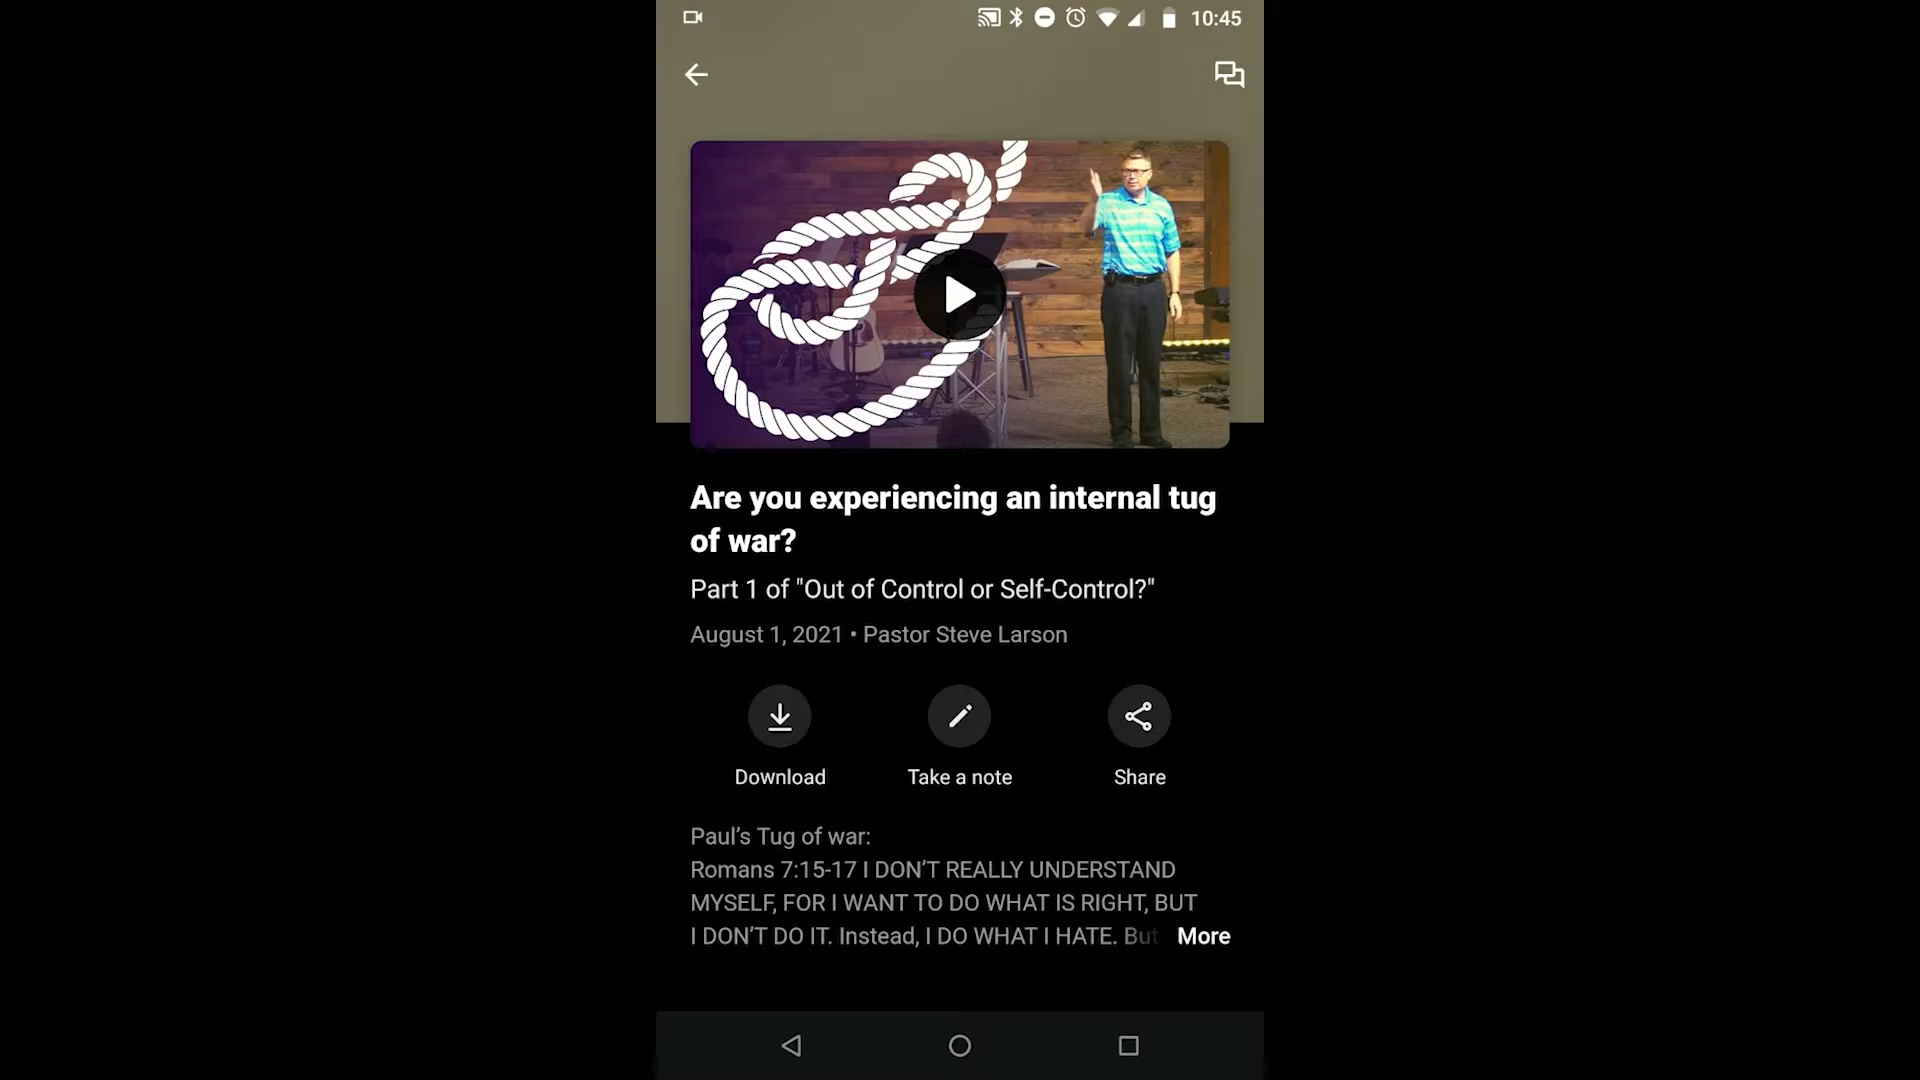 10:45
Are you experiencing an internal tug
of war?
Part 1 of "Out of Control or Self-Control?"
August 1, 2021 • Pastor Steve Larson
Download
Take a note
Share
Paul’s Tug of war:
Romans 7:15-17 I DON’T REALLY UNDERSTAND
MYSELF, FOR I WANT TO DO WHAT IS RIGHT, BUT
I DON’T DO IT. Instead, I DO WHAT I HATE. But More